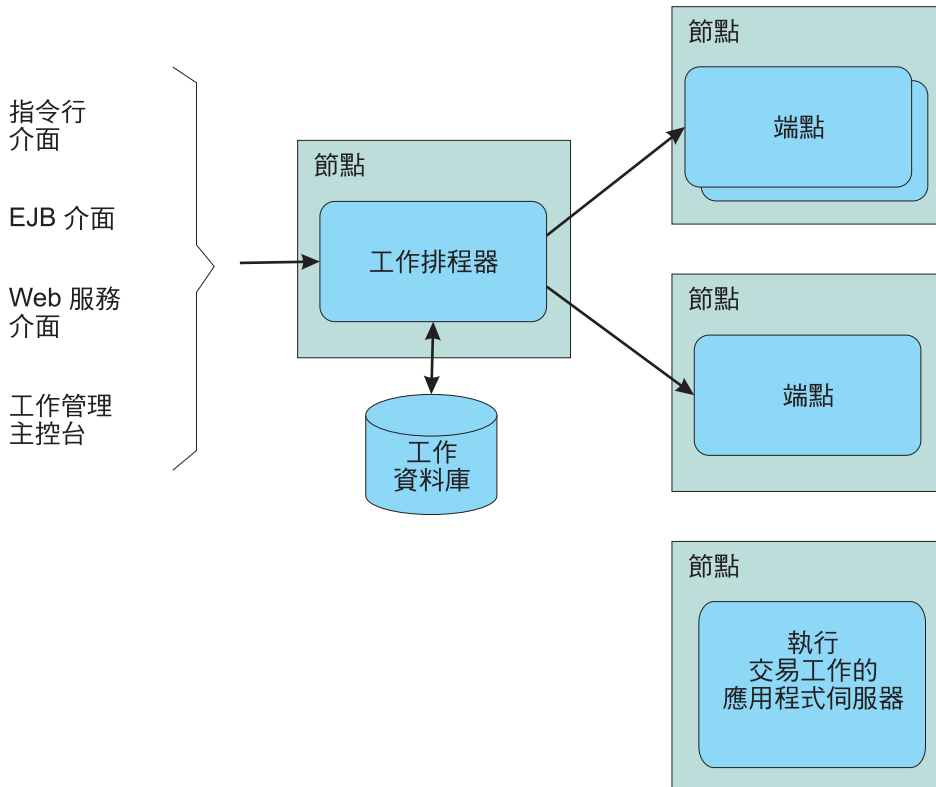 指令行
介面
EJB 介面
Web 服務
介面
工作管理
主控台
節點
工作排程器
工作
資料庫
節點
端點
節點
端點
節點
執行
交易工作的
應用程式伺服器